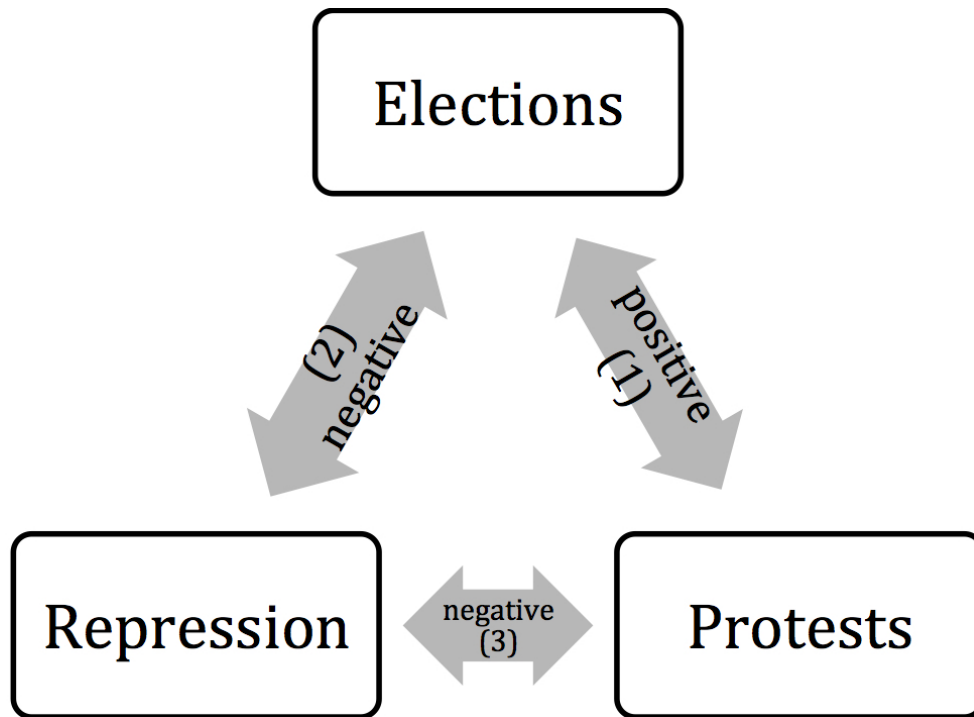 Elections
(2)
negative
positive
(1)
Repression
negative
(3)
Protests